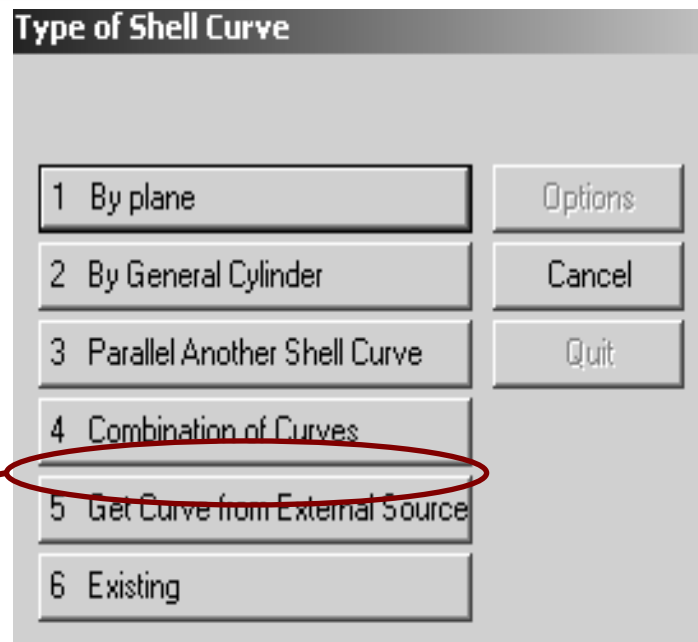 Type of Shell Curve
1 By plane
Options
2 By General Cylinder
Cancel
3 Parallel Another Shell Curve
Quit
4 Combination of Curves
5 Get Curve from External Source
6 Existing